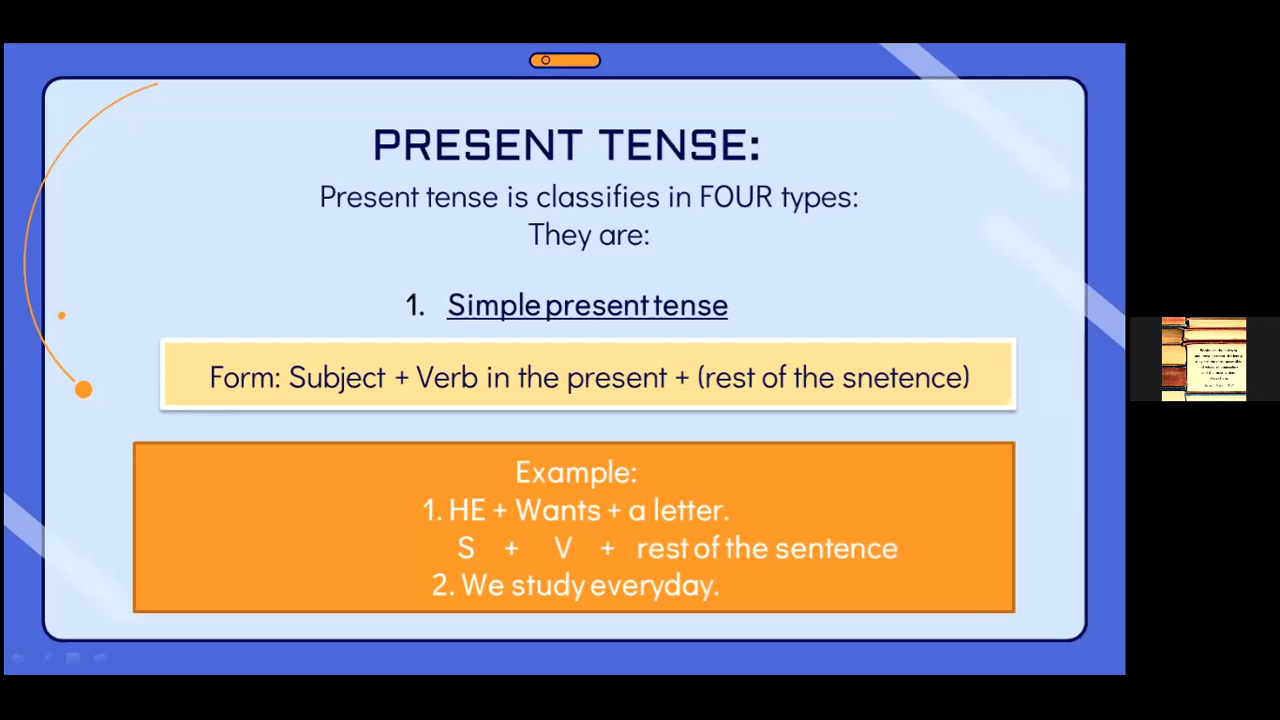 PRESENT TENSE:
Present tense is classifies in FOUR types:
They are:
1. Simple present tense
Form: Subject + Verb in the present + (rest of the snetence)
Example:
1. HE + Wants + a letter.
S + V + rest of the sentence
2. We study everyday.